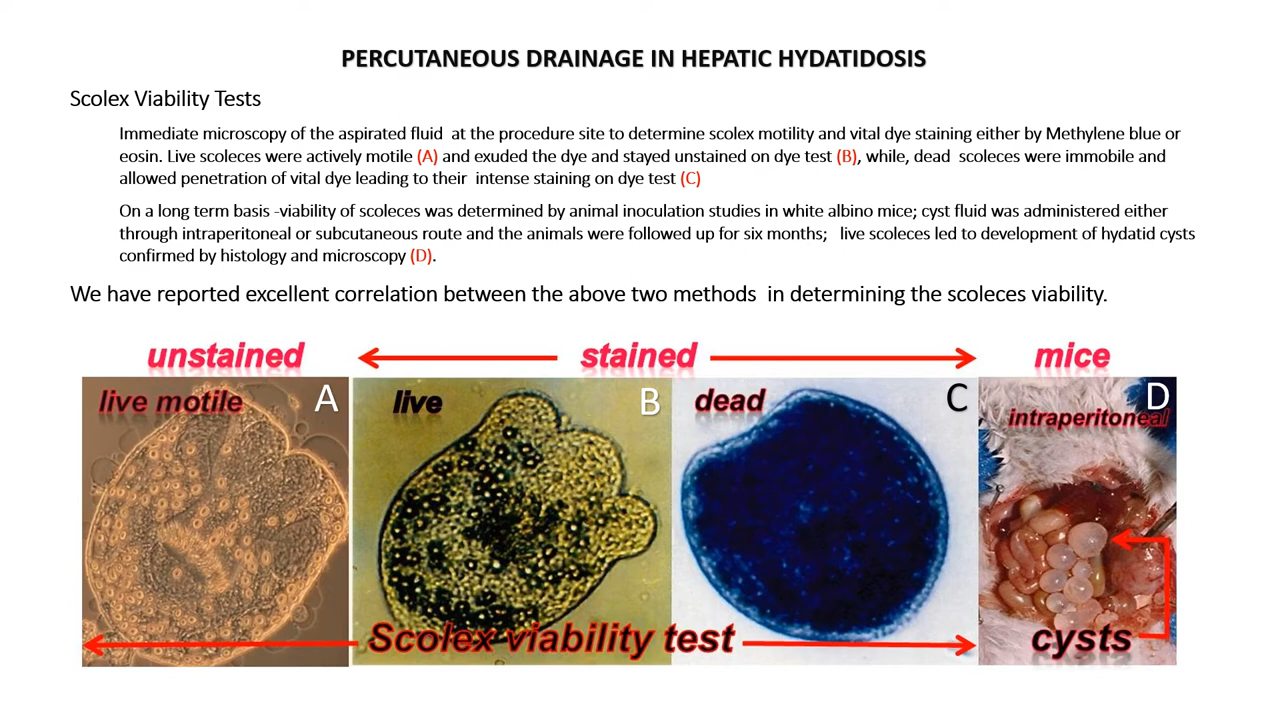 PERCUTANEOUS DRAINAGE IN HEPATIC HYDATIDOSIS
Scolex Viability Tests
Immediate microscopy of the aspirated fluid at the procedure site to determine scolex motility and vital dye staining either by Methylene blue or
eosin. Live scoleces were actively motile (A) and exuded the dye and stayed unstained on dye test (B), while, dead scoleces were immobile and
allowed penetration of vital dye leading to their intense staining on dye test (C)
On a long term basis -viability of scoleces was determined by animal inoculation studies in white albino mice; cyst fluid was administered either
through intraperitoneal or subcutaneous route and the animals were followed up for six months; live scoleces led to development of hydatid cysts
confirmed by histology and microscopy (D).
We have reported excellent correlation between the above two methods in determining the scoleces viability.
unstained stained mice
live motile A live B dead C D
intraperitoneal
Scolex viability test cysts